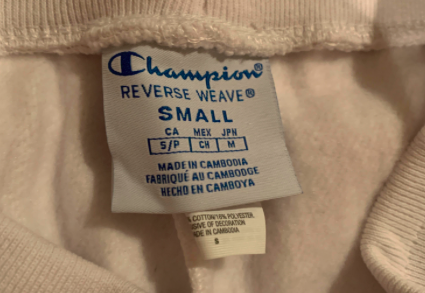 Champion®
REVERSE WEAVE®
SMALL
CA MEX JPN
S/P CH M
MADE IN CAMBODIA
FABRIQUÉ AU CAMBODGE
HECHO EN CAMBOYA
% COTTON/16% POLYESTER
OF DECORATION
IN CAMBODIA
S